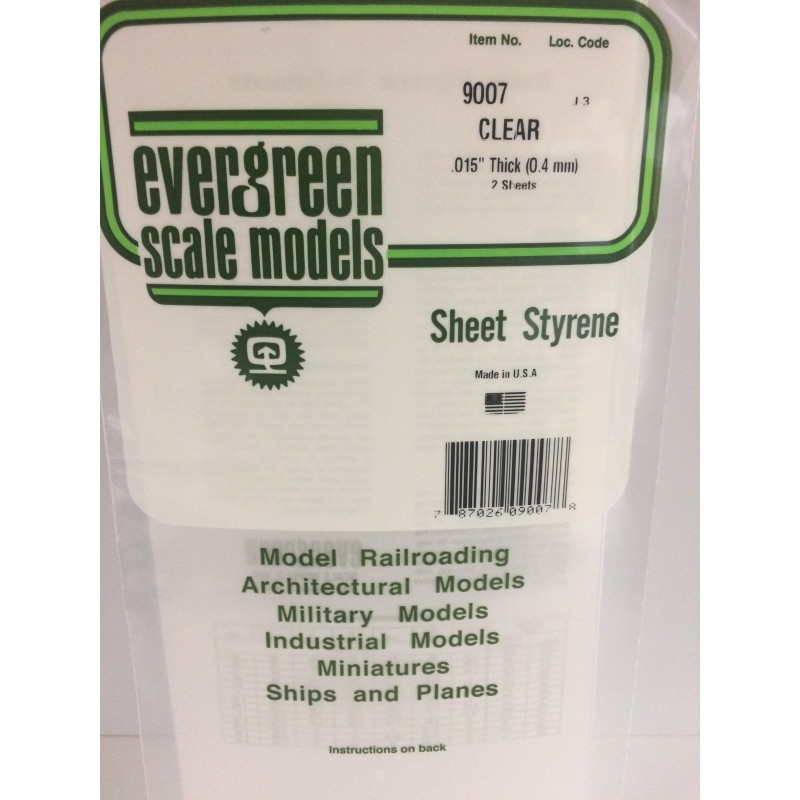 Item No. Loc. Code
9007 J 3
CLEAR
.015" Thick (0.4 mm)
2 Sheets
evergreen
scale models
Sheet Styrene
Made in U.S.A
7 87026 09007 8
Model Railroading
Architectural Models
Military Models
Industrial Models
Miniatures
Ships and Planes
Instructions on back